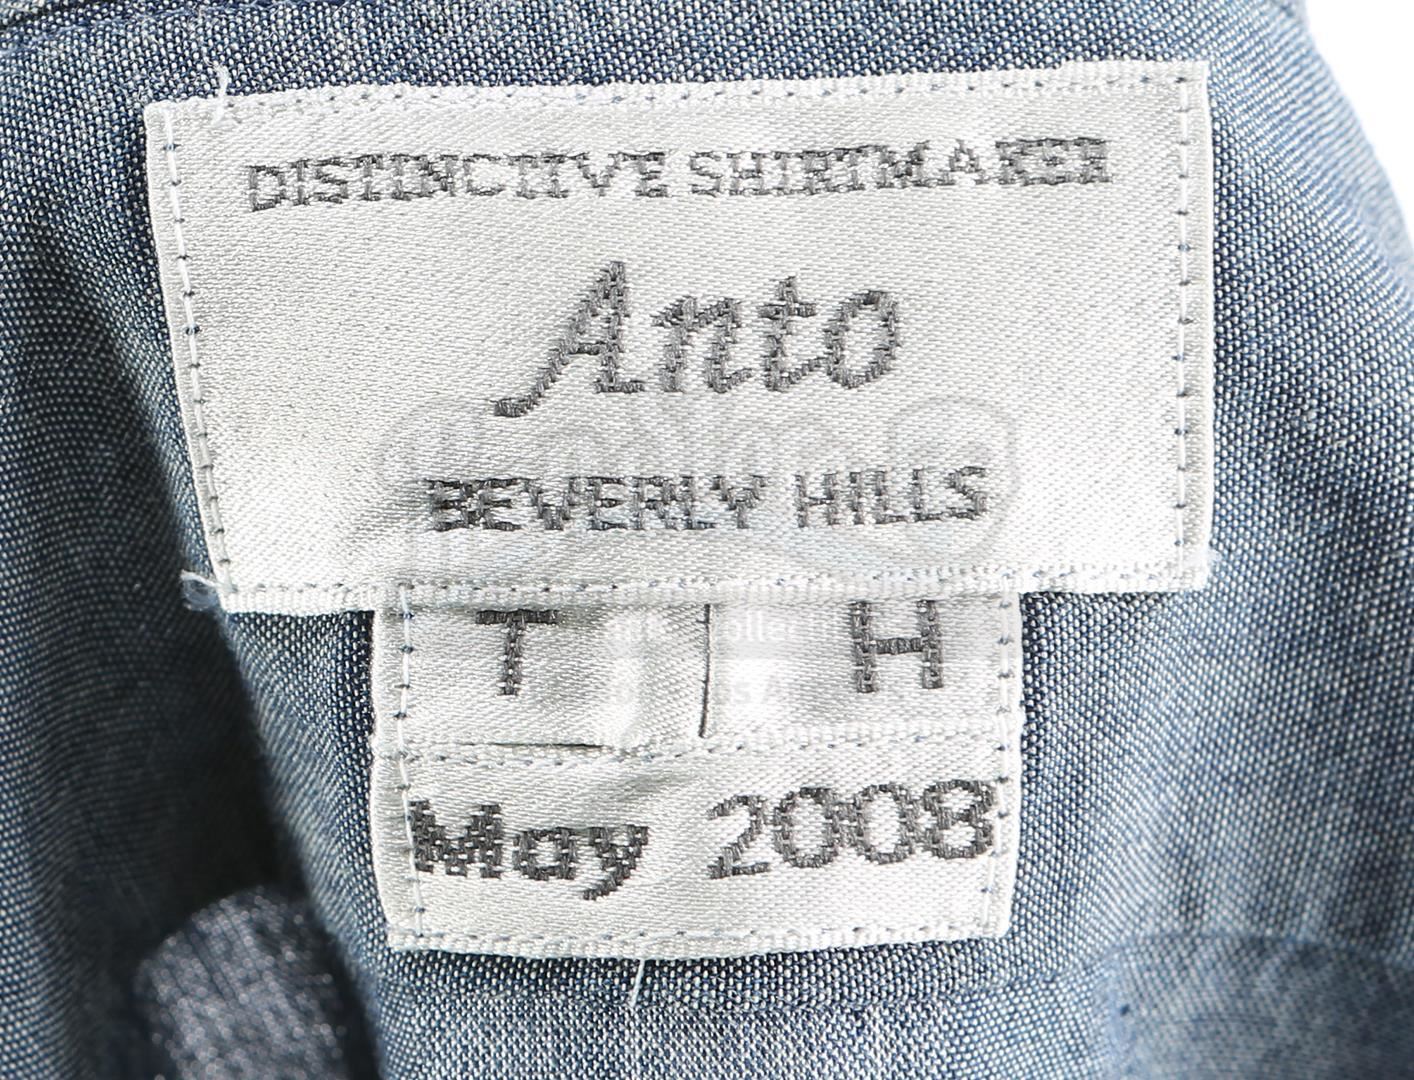 DISTINCTIVE SHIRTMAKER
Anto
BEVERLY HILLS
T H
May 2008